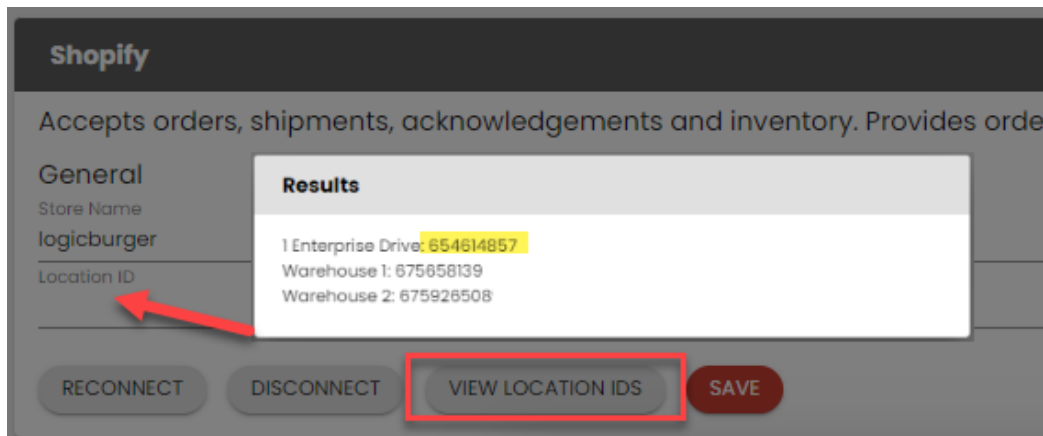 Shopify
Accepts orders, shipments, acknowledgements and inventory. Provides orde
General
Store Name
logicburger
Location ID
Results
1 Enterprise Drive: 654614857
Warehouse 1: 675658139
Warehouse 2: 675926508
RECONNECT DISCONNECT VIEW LOCATION IDS SAVE